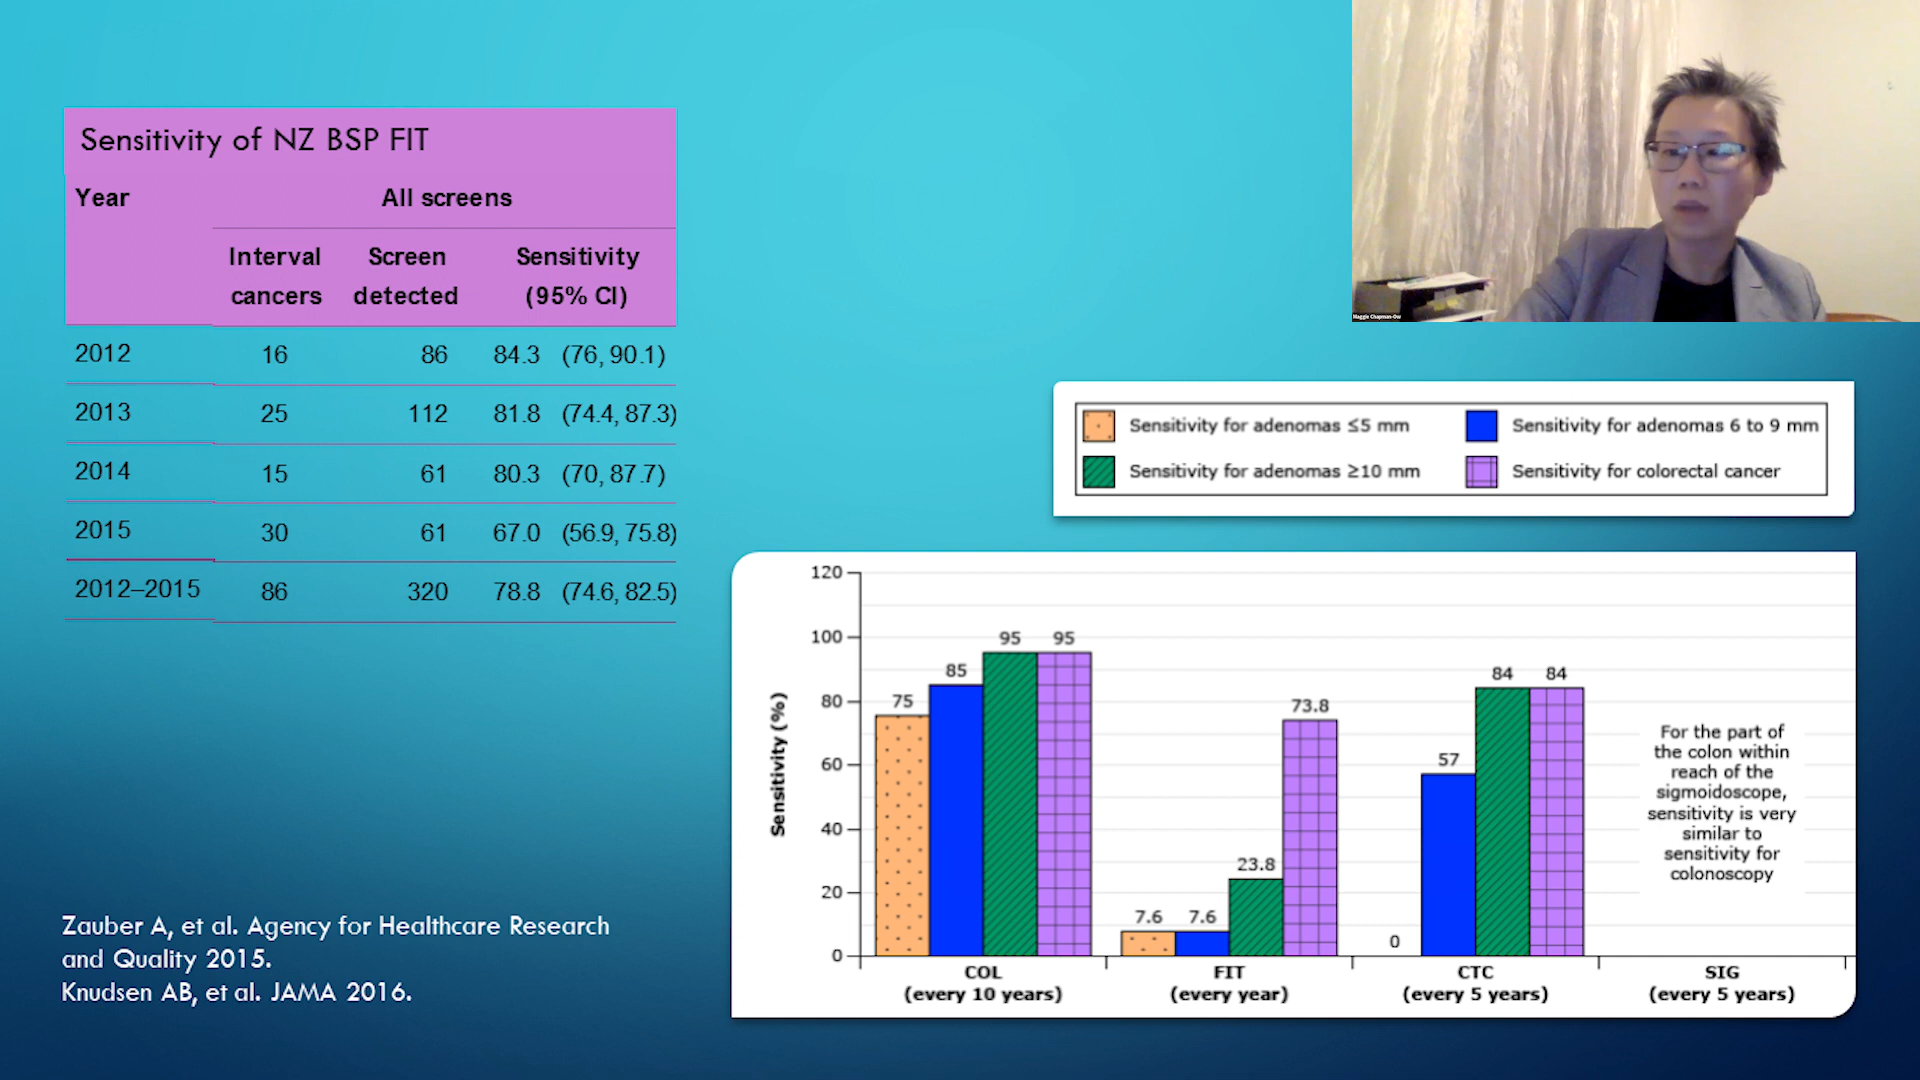 Sensitivity of NZ BSP FIT
Year All screens
Interval cancers Screen detected Sensitivity (95% CI)
2012 16 86 84.3 (76, 90.1)
2013 25 112 81.8 (74.4, 87.3)
2014 15 61 80.3 (70, 87.7)
2015 30 61 67.0 (56.9, 75.8)
2012–2015 86 320 78.8 (74.6, 82.5)
Zauber A, et al. Agency for Healthcare Research
and Quality 2015.
Knudsen AB, et al. JAMA 2016.
Sensitivity for adenomas ≤5 mm Sensitivity for adenomas 6 to 9 mm
Sensitivity for adenomas ≥10 mm Sensitivity for colorectal cancer
Sensitivity (%)
120
100
80
60
40
20
0
75 85 95 95
7.6 7.6 23.8 73.8
0 57 84 84
For the part of
the colon within
reach of the
sigmoidoscope,
sensitivity is very
similar to
sensitivity for
colonoscopy
COL FIT CTC SIG
(every 10 years) (every year) (every 5 years) (every 5 years)